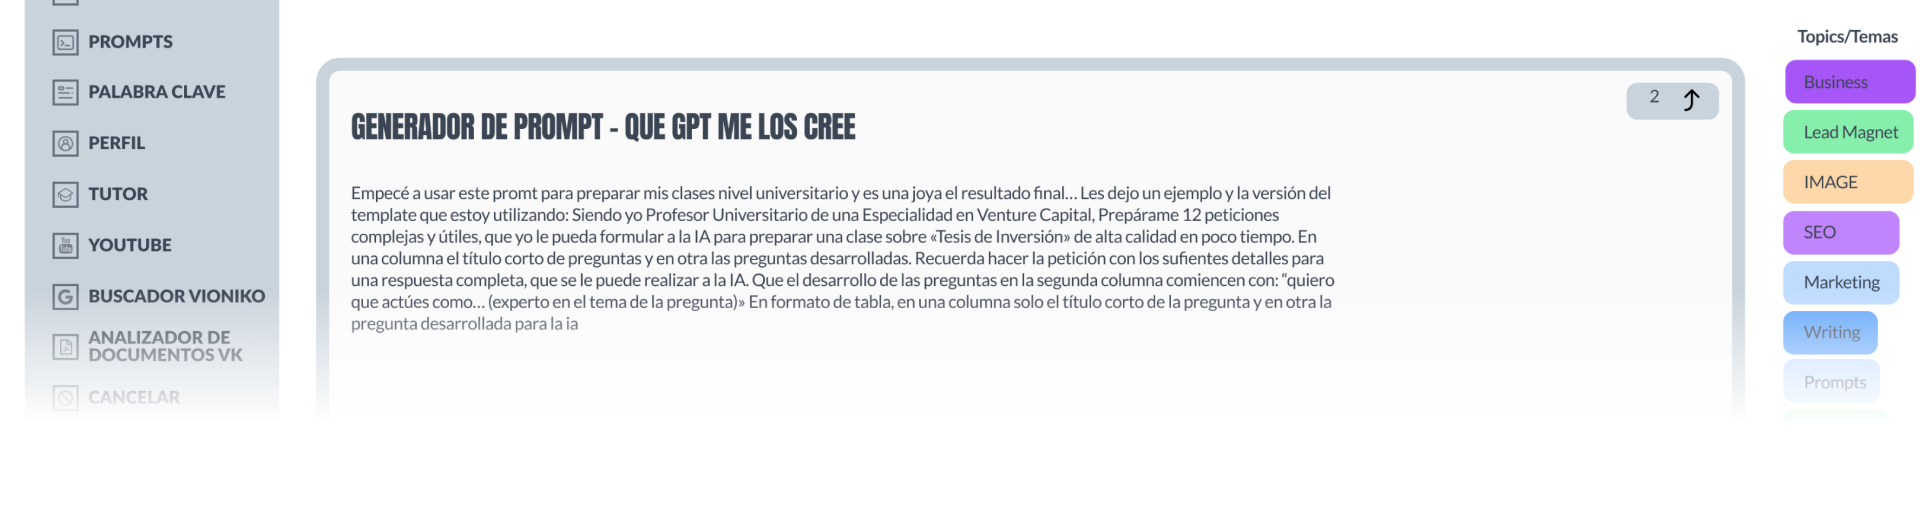 PROMPTS
PALABRA CLAVE
PERFIL
TUTOR
YOUTUBE
BUSCADOR VIONIKO
ANALIZADOR DE
DOCUMENTOS VK
CANCELAR
2
GENERADOR DE PROMPT - QUE GPT ME LOS CREE
Empecé a usar este promt para preparar mis clases nivel universitario y es una joya el resultado final... Les dejo un ejemplo y la versión del
template que estoy utilizando: Siendo yo Profesor Universitario de una Especialidad en Venture Capital, Prepárame 12 peticiones
complejas y útiles, que yo le pueda formular a la IA para preparar una clase sobre «Tesis de Inversión» de alta calidad en poco tiempo. En
una columna el título corto de preguntas y en otra las preguntas desarrolladas. Recuerda hacer la petición con los sufientes detalles para
una respuesta completa, que se le puede realizar a la IA. Que el desarrollo de las preguntas en la segunda columna comiencen con: “quiero
que actúes como... (experto en el tema de la pregunta)» En formato de tabla, en una columna solo el título corto de la pregunta y en otra la
pregunta desarrollada para la ia
Topics/Temas
Business
Lead Magnet
IMAGE
SEO
Marketing
Writing
Prompts